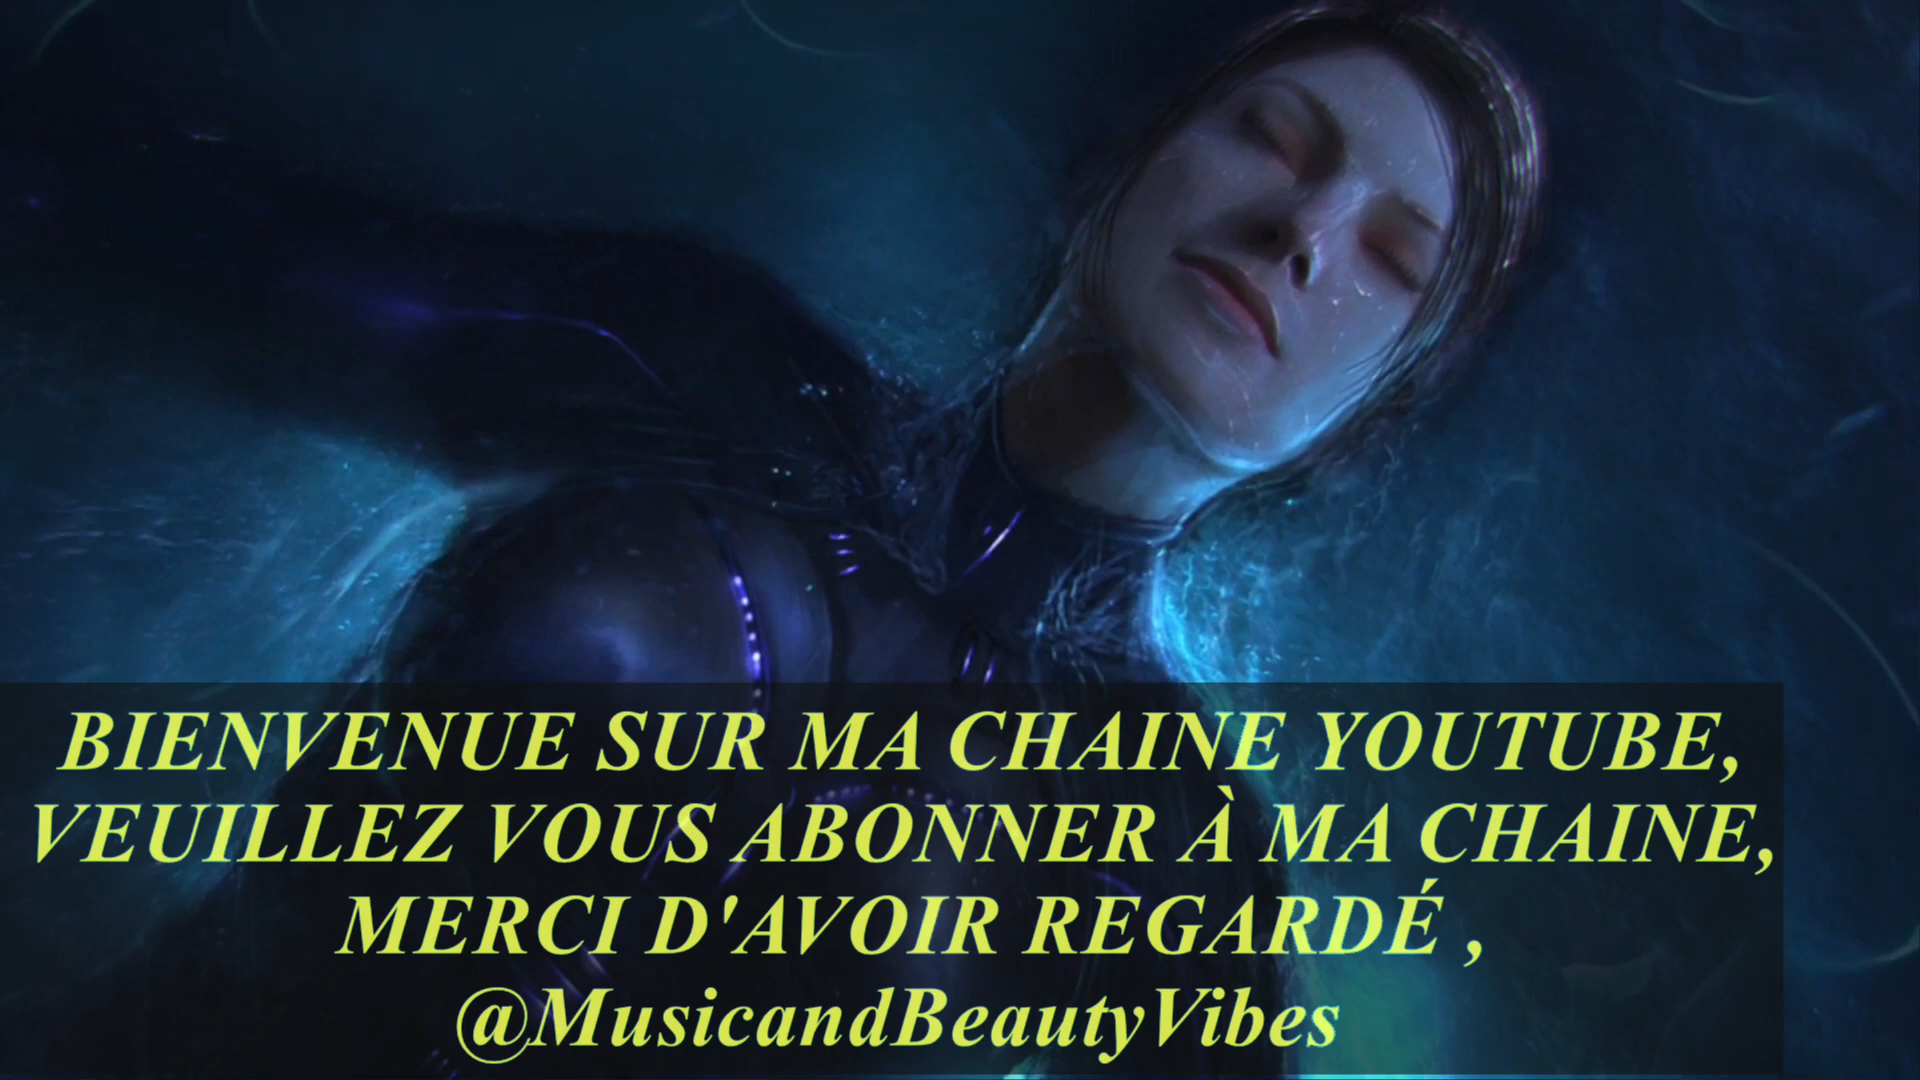 BIENVENUE SUR MA CHAINE YOUTUBE,
VEUILLEZ VOUS ABONNER À MA CHAINE,
MERCI D'AVOIR REGARDÉ ,
@MusicandBeautyVibes